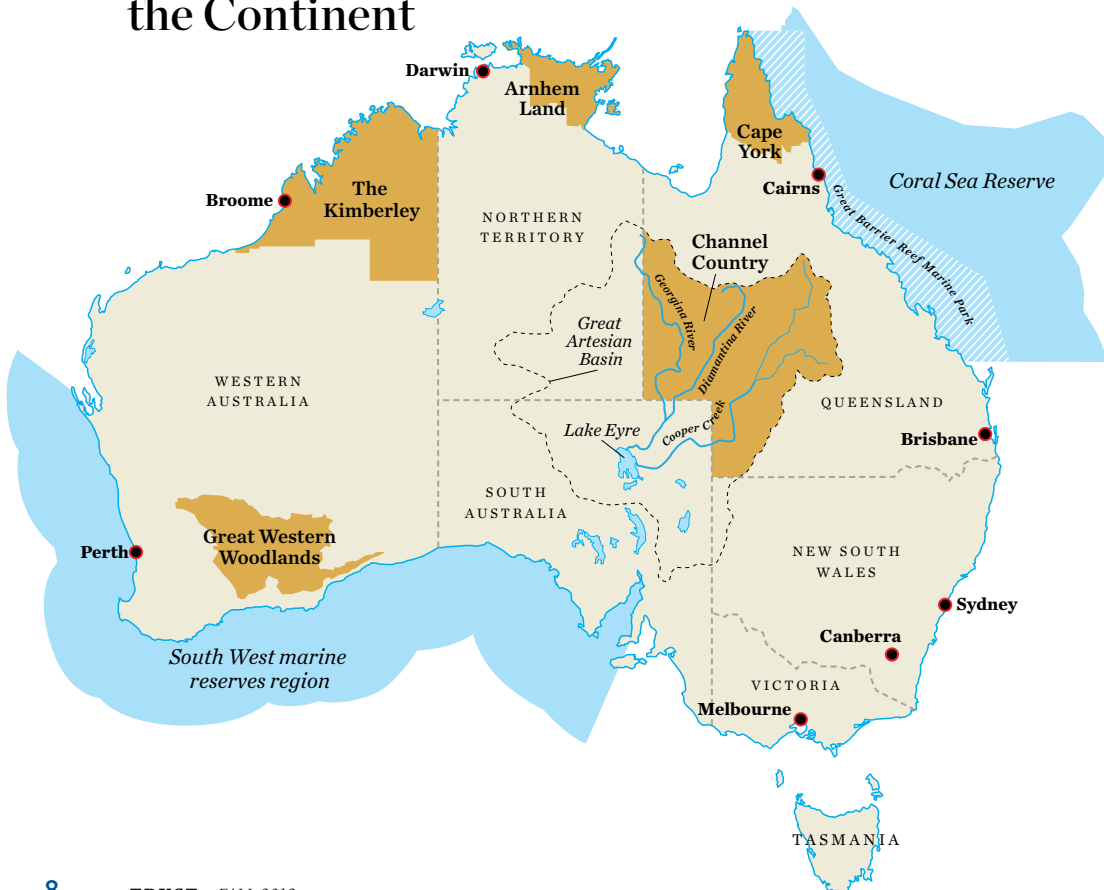 the Continent
Darwin
Arnhem
Land
Cape
York
Coral Sea Reserve
Cairns
Broome
The
Kimberley
NORTHERN
TERRITORY
Great Barrier Reef Marine Park
Channel
Country
Georgina River
Diamantina River
Great
Artesian
Basin
WESTERN
AUSTRALIA
QUEENSLAND
Cooper Creek
Lake Eyre
Brisbane
SOUTH
AUSTRALIA
Great Western
Woodlands
Perth
NEW SOUTH
WALES
Sydney
Canberra
South West marine
reserves region
VICTORIA
Melbourne
TASMANIA